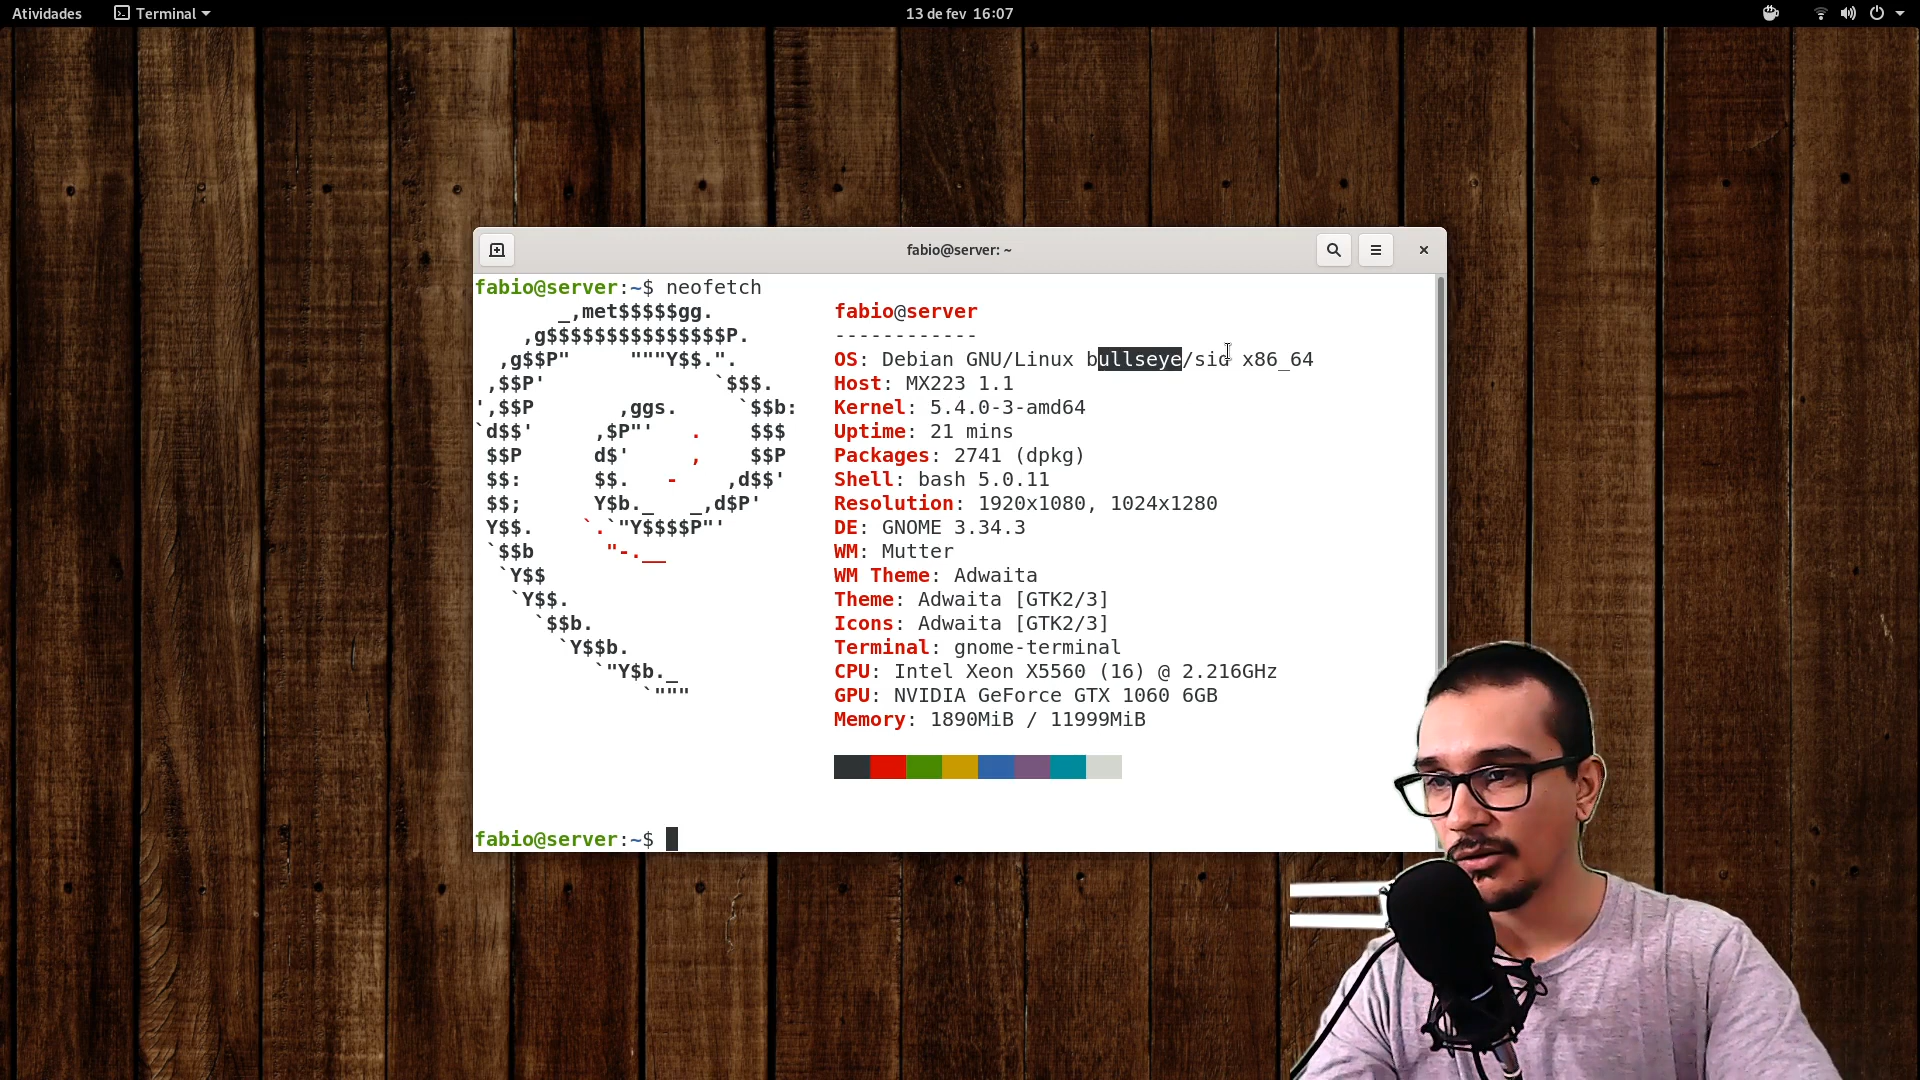 Atividades Terminal 13 de fev 16:07
fabio@server: ~
fabio@server:~$ neofetch
_,met$$$$$gg. fabio@server
,g$$$$$$$$$$$$$$$P. ------------
,g$$P" """Y$$.". OS: Debian GNU/Linux bullseye/sid x86_64
,$$P' `$$$. Host: MX223 1.1
',$$P ,ggs. `$$b: Kernel: 5.4.0-3-amd64
`d$$' ,$P"' . $$$ Uptime: 21 mins
$$P d$' , $$P Packages: 2741 (dpkg)
$$: $$. - ,d$$' Shell: bash 5.0.11
$$; Y$b._ _,d$P' Resolution: 1920x1080, 1024x1280
Y$$. `.`"Y$$$$P"' DE: GNOME 3.34.3
`$$b "-.__ WM: Mutter
`Y$$ WM Theme: Adwaita
`Y$$. Theme: Adwaita [GTK2/3]
`$$b. Icons: Adwaita [GTK2/3]
`Y$$b. Terminal: gnome-terminal
`"Y$b._ CPU: Intel Xeon X5560 (16) @ 2.216GHz
`""" GPU: NVIDIA GeForce GTX 1060 6GB
Memory: 1890MiB / 11999MiB
fabio@server:~$